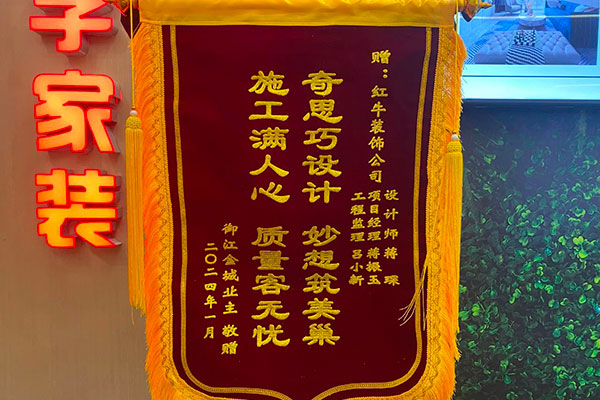 家装
赠：红牛装饰公司
设计师 蒋 琛
项目经理 蒋振玉
工程监理 吕小新
奇思巧设计 妙想筑美巢
施工满人心 质量客无忧
御江金城业主 敬赠
二〇二四年一月